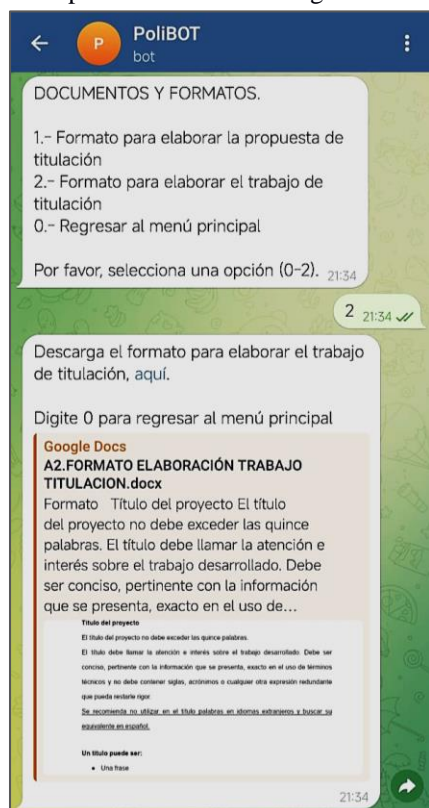 PoliBOT
P
bot
DOCUMENTOS Y FORMATOS.
1.- Formato para elaborar la propuesta de
titulación
2.- Formato para elaborar el trabajo de
titulación
0.- Regresar al menú principal
Por favor, selecciona una opción (0-2). 21:34
2 21:34
Descarga el formato para elaborar el trabajo
de titulación, aquí.
Digite 0 para regresar al menú principal
Google Docs
A2.FORMATO ELABORACIÓN TRABAJO
TITULACION.docx
Formato Título del proyecto El título
del proyecto no debe exceder las quince
palabras. El título debe llamar la atención e
interés sobre el trabajo desarrollado. Debe
ser conciso, pertinente con la información
que se presenta, exacto en el uso de...
Título del proyecto
El título del proyecto no debe exceder las quince palabras.
El título debe llamar la atención e interés sobre el trabajo desarrollado. Debe ser
conciso, pertinente con la información que se presenta, exacto en el uso de términos
técnicos y no debe contener siglas, acrónimos o cualquier otra expresión redundante
que pueda restarle rigor.
Se recomienda no utilizar en el título palabras en idiomas extranjeros y buscar su
equivalente en español.
Un título puede ser:
• Una frase
21:34